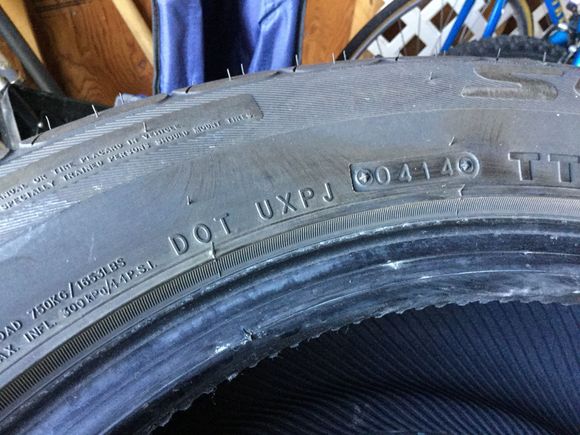 SPECIALLY TRAINED PERSONS SHOULD MOUNT TIRES.
DOT UXPJ 0414 TT
OAD 750KG/1653LBS
AX. INFL. 300KPa/44P.S.I.